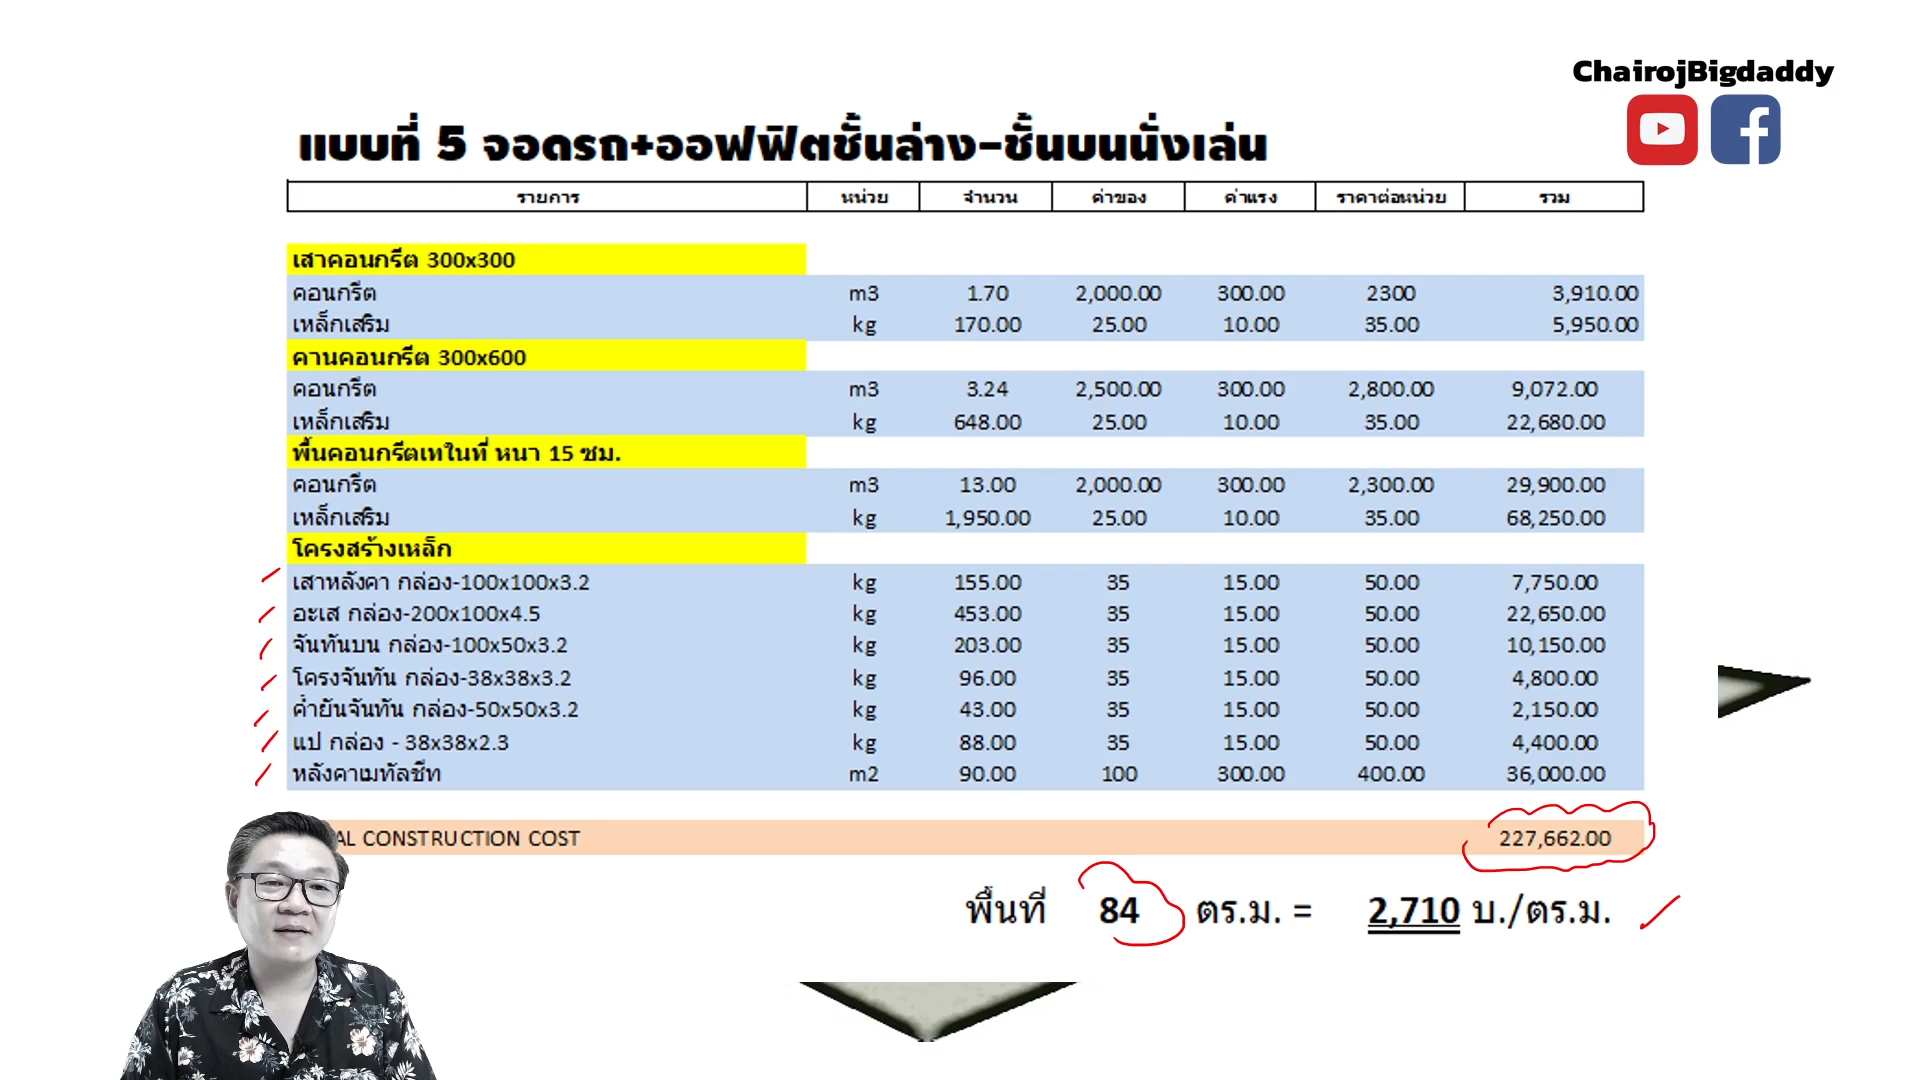 ChairojBigdaddy
แบบที่ 5 จอดรถ+ออฟฟิตชั้นล่าง-ชั้นบนนั่งเล่น
รายการ หน่วย จำนวน ค่าของ ค่าแรง ราคาต่อหน่วย รวม
เสาคอนกรีต 300x300
คอนกรีต m3 1.70 2,000.00 300.00 2300 3,910.00
เหล็กเสริม kg 170.00 25.00 10.00 35.00 5,950.00
คานคอนกรีต 300x600
คอนกรีต m3 3.24 2,500.00 300.00 2,800.00 9,072.00
เหล็กเสริม kg 648.00 25.00 10.00 35.00 22,680.00
พื้นคอนกรีตเทในที่ หนา 15 ซม.
คอนกรีต m3 13.00 2,000.00 300.00 2,300.00 29,900.00
เหล็กเสริม kg 1,950.00 25.00 10.00 35.00 68,250.00
โครงสร้างเหล็ก
เสาหลังคา กล่อง-100x100x3.2 kg 155.00 35 15.00 50.00 7,750.00
อะเส กล่อง-200x100x4.5 kg 453.00 35 15.00 50.00 22,650.00
จันทันบน กล่อง-100x50x3.2 kg 203.00 35 15.00 50.00 10,150.00
โครงจันทัน กล่อง-38x38x3.2 kg 96.00 35 15.00 50.00 4,800.00
ค้ำยันจันทัน กล่อง-50x50x3.2 kg 43.00 35 15.00 50.00 2,150.00
แป กล่อง - 38x38x2.3 kg 88.00 35 15.00 50.00 4,400.00
หลังคาเมทัลชีท m2 90.00 100 300.00 400.00 36,000.00
AL CONSTRUCTION COST 227,662.00
พื้นที่ 84 ตร.ม. = 2,710 บ./ตร.ม.